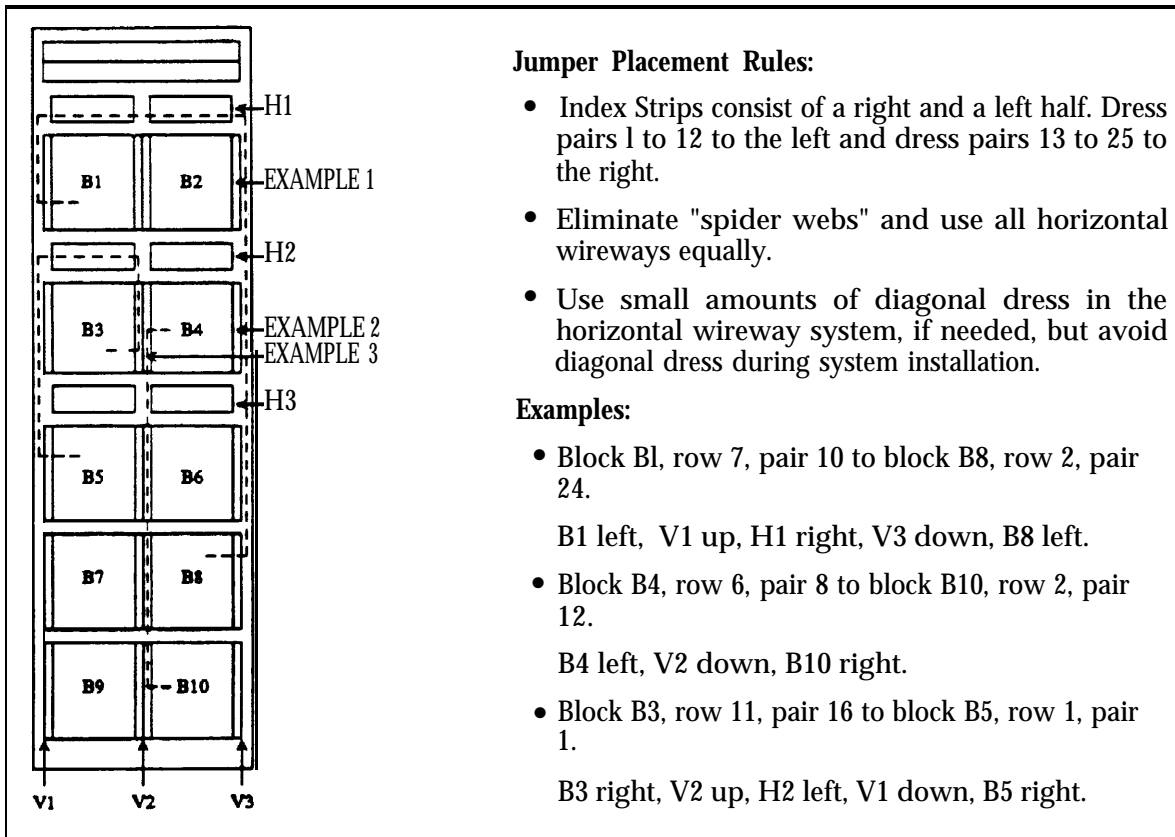 H1
B1 B2
EXAMPLE 1
H2
B3 B4
EXAMPLE 2
EXAMPLE 3
H3
B5 B6
B7 B8
B9 B10
V1 V2 V3
Jumper Placement Rules:
• Index Strips consist of a right and a left half. Dress
pairs l to 12 to the left and dress pairs 13 to 25 to
the right.
• Eliminate "spider webs" and use all horizontal
wireways equally.
• Use small amounts of diagonal dress in the
horizontal wireway system, if needed, but avoid
diagonal dress during system installation.
Examples:
• Block Bl, row 7, pair 10 to block B8, row 2, pair
24.
B1 left, V1 up, H1 right, V3 down, B8 left.
• Block B4, row 6, pair 8 to block B10, row 2, pair
12.
B4 left, V2 down, B10 right.
• Block B3, row 11, pair 16 to block B5, row 1, pair
1.
B3 right, V2 up, H2 left, V1 down, B5 right.